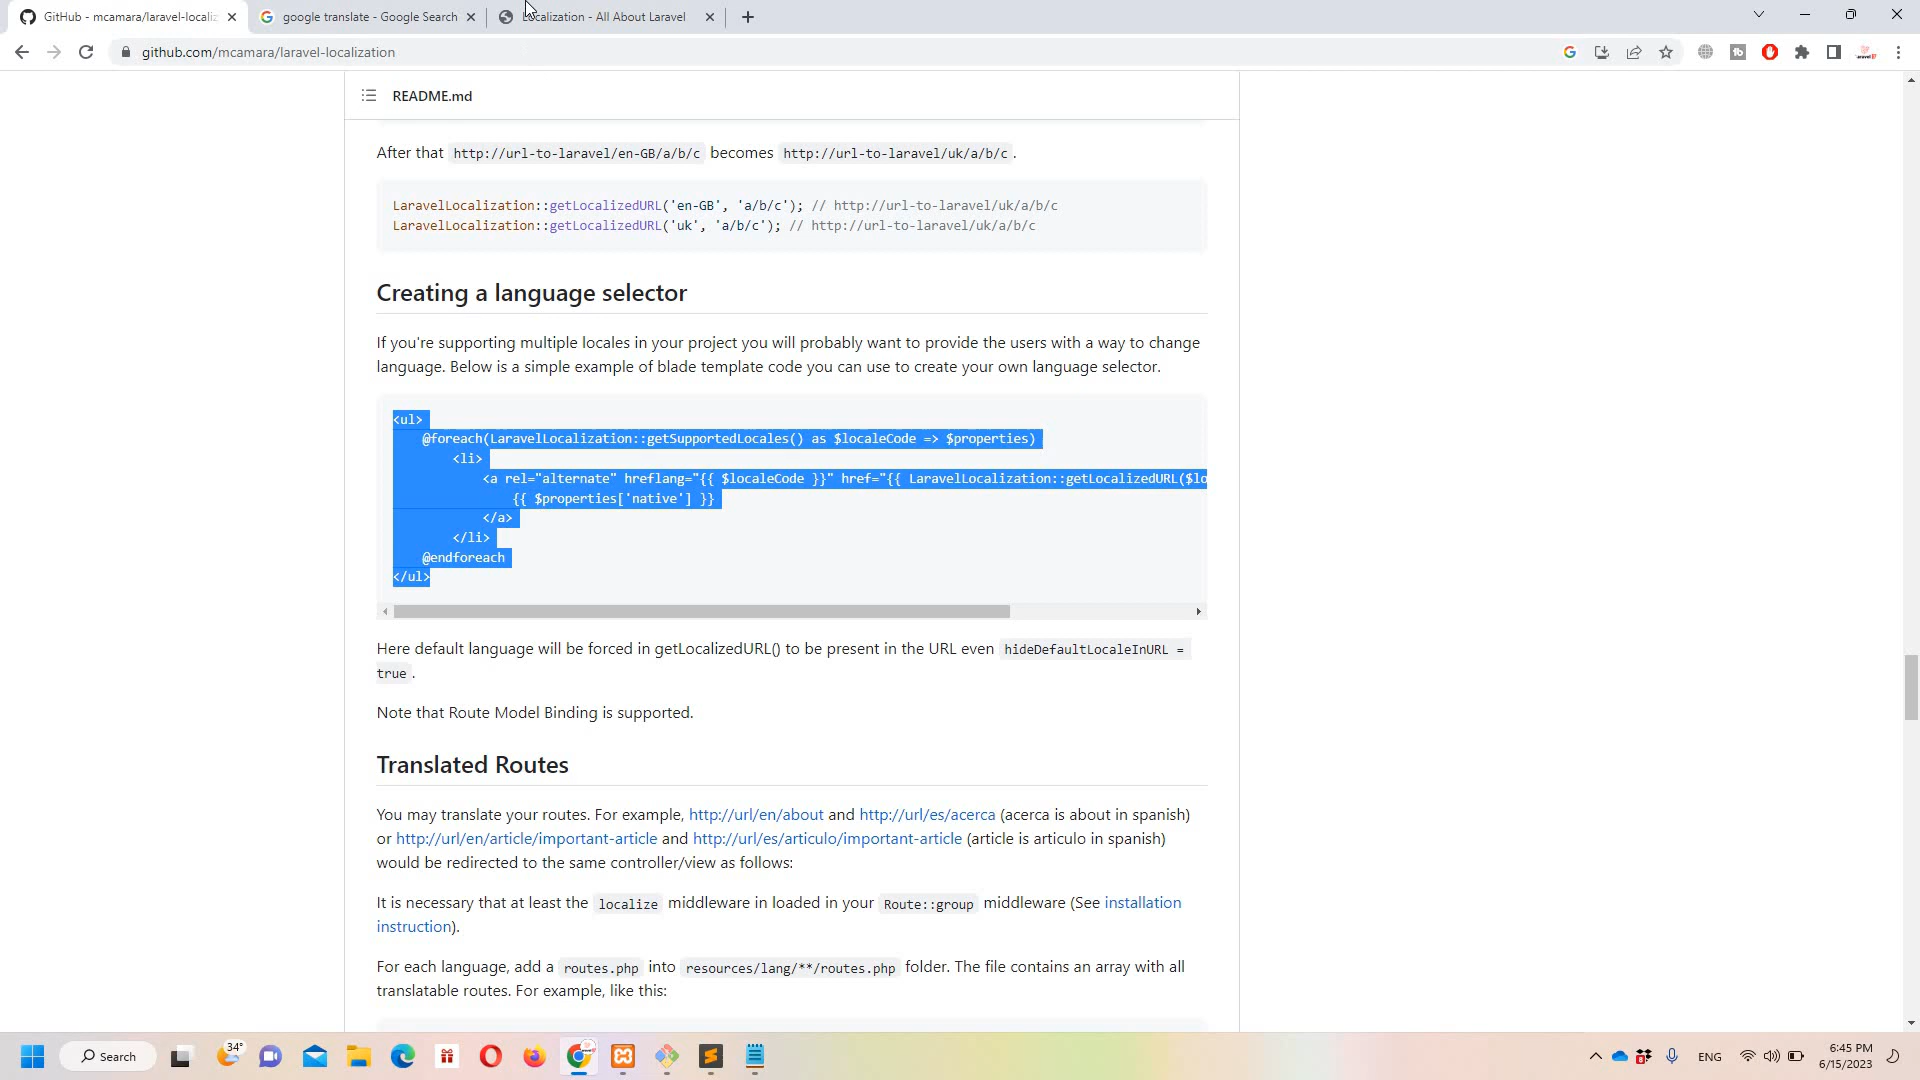 GitHub - mcamara/laravel-localiz
google translate - Google Search
Localization - All About Laravel
github.com/mcamara/laravel-localization
README.md
After that http://url-to-laravel/en-GB/a/b/c becomes http://url-to-laravel/uk/a/b/c .
LaravelLocalization::getLocalizedURL('en-GB', 'a/b/c'); // http://url-to-laravel/uk/a/b/c
LaravelLocalization::getLocalizedURL('uk', 'a/b/c'); // http://url-to-laravel/uk/a/b/c
Creating a language selector
If you're supporting multiple locales in your project you will probably want to provide the users with a way to change
language. Below is a simple example of blade template code you can use to create your own language selector.
<ul>
@foreach(LaravelLocalization::getSupportedLocales() as $localeCode => $properties)
<li>
<a rel="alternate" hreflang="{{ $localeCode }}" href="{{ LaravelLocalization::getLocalizedURL($lo
{{ $properties['native'] }}
</a>
</li>
@endforeach
</ul>
Here default language will be forced in getLocalizedURL() to be present in the URL even hideDefaultLocaleInURL =
true .
Note that Route Model Binding is supported.
Translated Routes
You may translate your routes. For example, http://url/en/about and http://url/es/acerca (acerca is about in spanish)
or http://url/en/article/important-article and http://url/es/articulo/important-article (article is articulo in spanish)
would be redirected to the same controller/view as follows:
It is necessary that at least the localize middleware in loaded in your Route::group middleware (See installation
instruction).
For each language, add a routes.php into resources/lang/**/routes.php folder. The file contains an array with all
translatable routes. For example, like this:
Search
34°
ENG
6:45 PM
6/15/2023